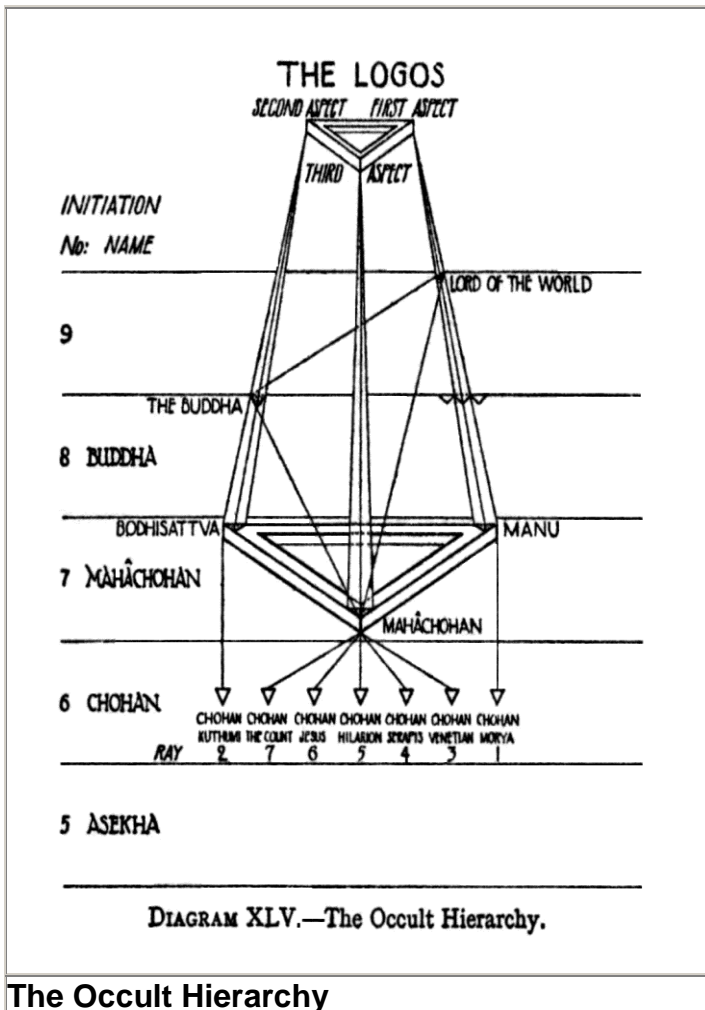 THE LOGOS
SECOND ASPECT FIRST ASPECT
THIRD ASPECT
INITIATION
No: NAME
LORD OF THE WORLD
9
THE BUDDHA
8 BUDDHA
BODHISATTVA MANU
7 MAHÂCHOHAN
MAHÂCHOHAN
6 CHOHAN
CHOHAN CHOHAN CHOHAN CHOHAN CHOHAN CHOHAN CHOHAN
KUTHUMI THE COUNT JESUS HILARION SERAPIS VENETIAN MORYA
RAY 2 7 6 5 4 3 1
5 ASEKHA
DIAGRAM XLV.—The Occult Hierarchy.
The Occult Hierarchy